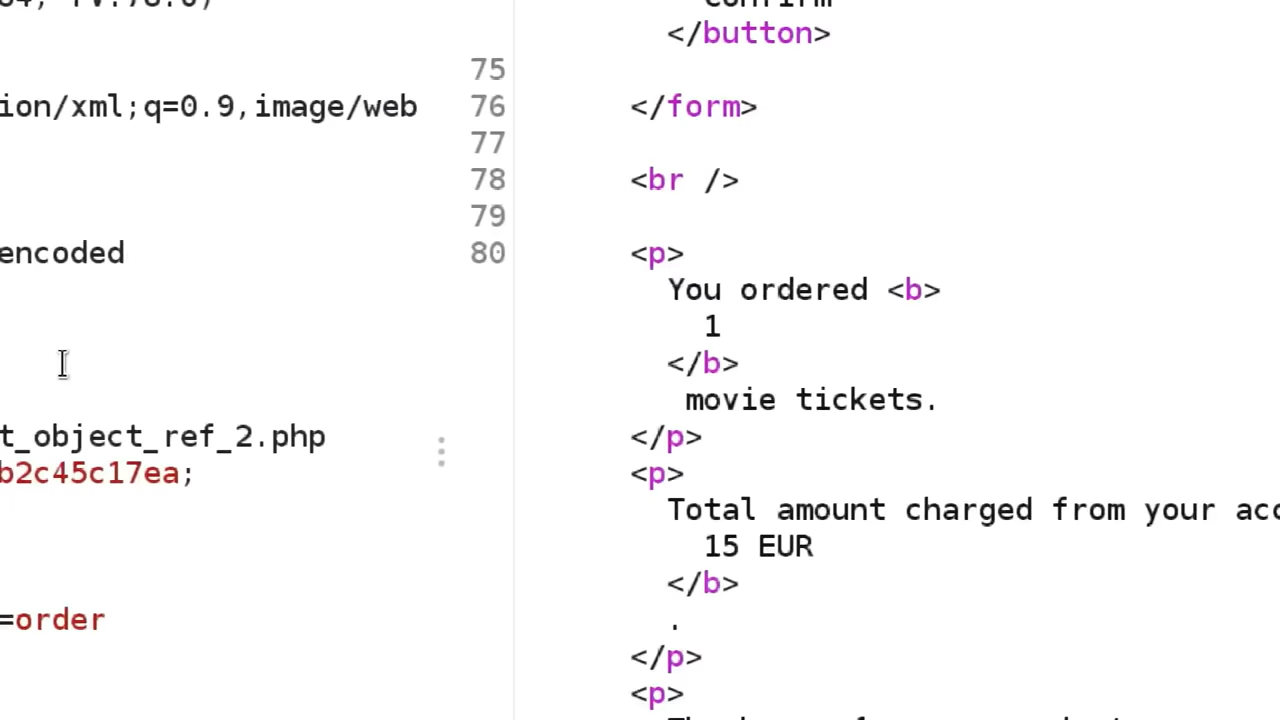 ion/xml;q=0.9,image/web
encoded
t_object_ref_2.php
b2c45c17ea;
=order
confirm
</button>
75
76 </form>
77
78 <br />
79
80 <p>
You ordered <b>
1
</b>
movie tickets.
</p>
<p>
Total amount charged from your acc
15 EUR
</b>
.
</p>
<p>